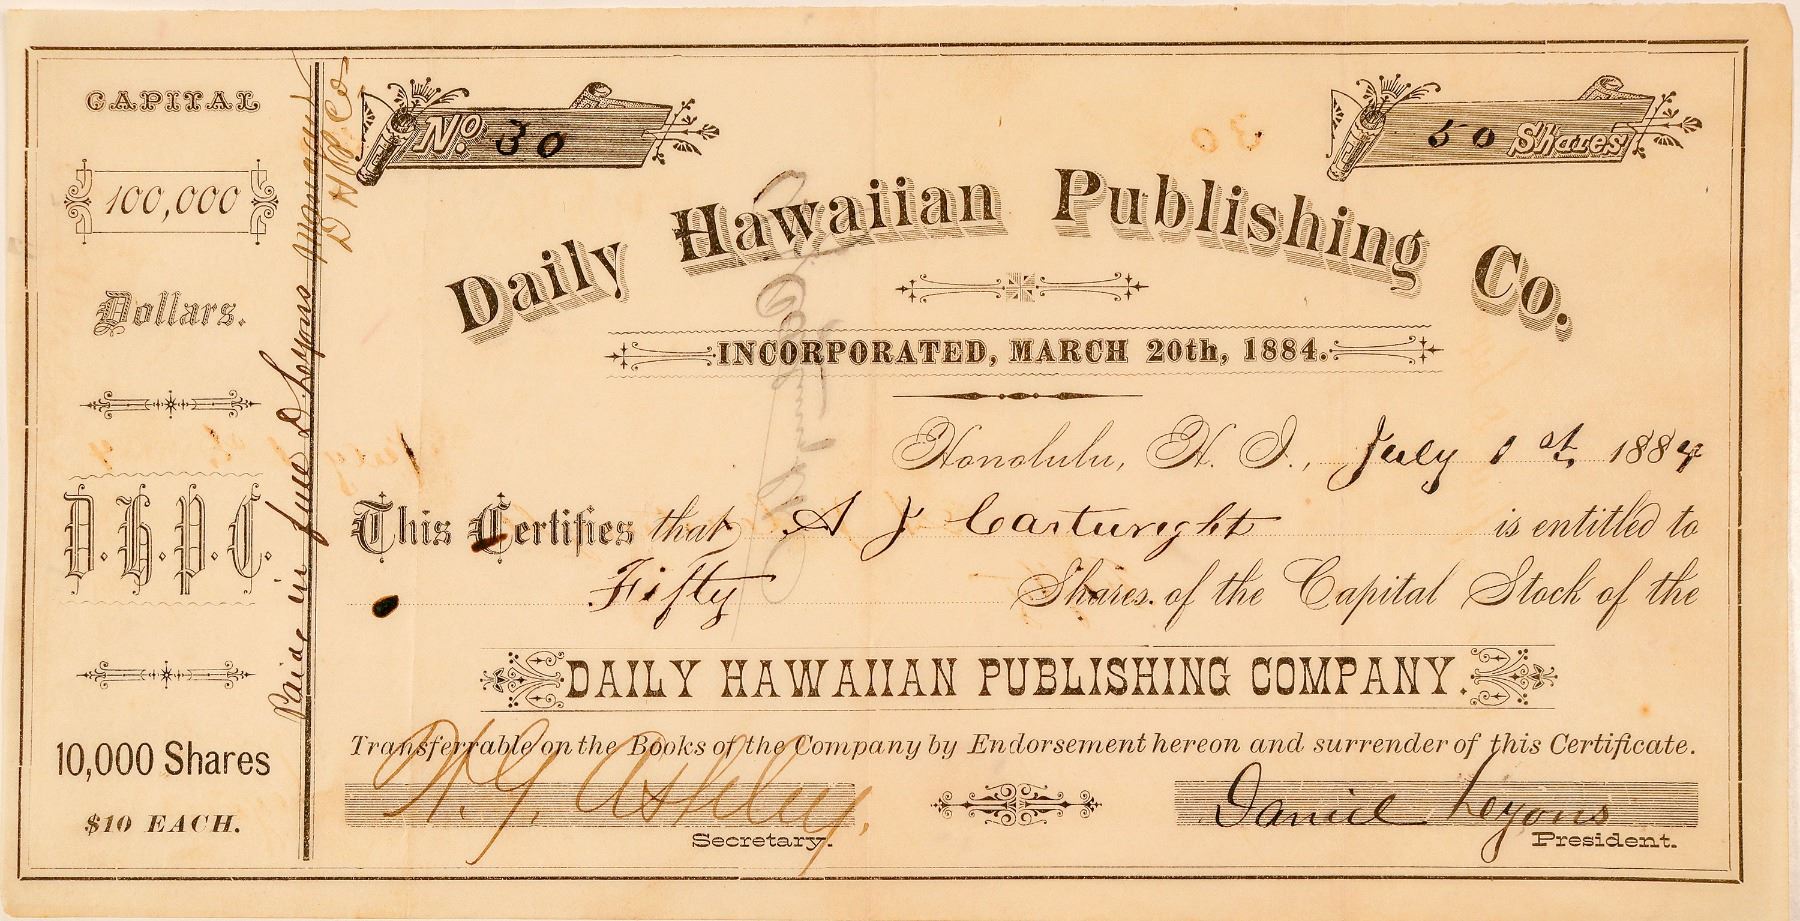 CAPITAL
100,000
Dollars.
D.H.P.C.
10,000 Shares
$10 EACH.
Paid in full D. Lyons Manager
D H P Co
No. 30
50 Shares
30
Daily Hawaiian Publishing Co.
INCORPORATED, MARCH 20th, 1884.
Honolulu, H. I., July 1st, 1884
This Certifies that A J Cartwright is entitled to
Fifty Shares. of the Capital Stock of the
DAILY HAWAIIAN PUBLISHING COMPANY.
Transferrable on the Books of the Company by Endorsement hereon and surrender of this Certificate.
W. G. Ashley. Daniel Lyons
Secretary. President.